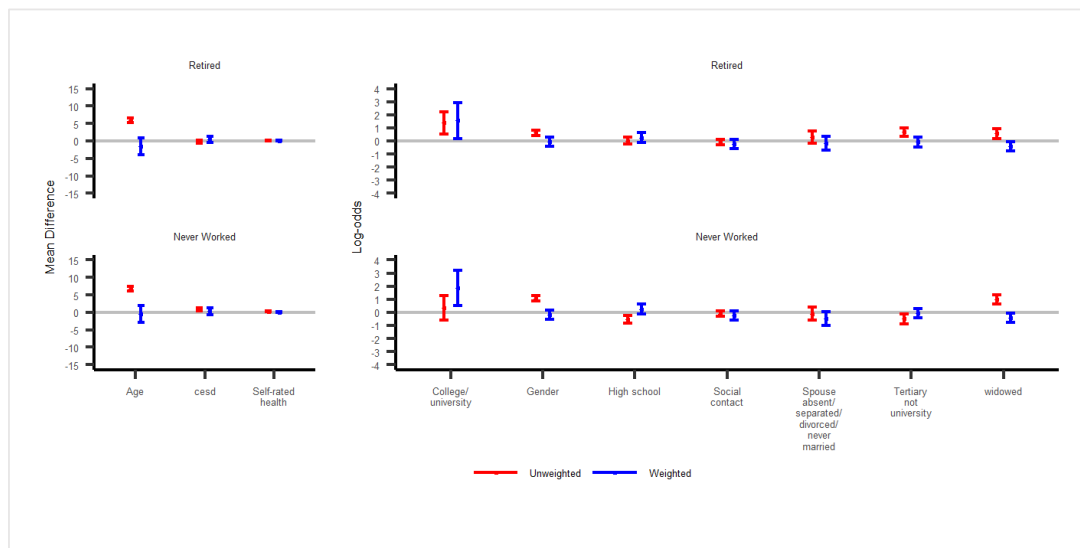 Retired
Retired
15
10
5
0
-5
-10
-15
4
3
2
1
0
-1
-2
-3
-4
Mean Difference
Log-odds
Never Worked
Never Worked
15
10
5
0
-5
-10
-15
4
3
2
1
0
-1
-2
-3
-4
Age
cesd
Self-rated
health
College/
university
Gender
High school
Social
contact
Spouse
absent/
separated/
divorced/
never
married
Tertiary
not
university
widowed
Unweighted
Weighted